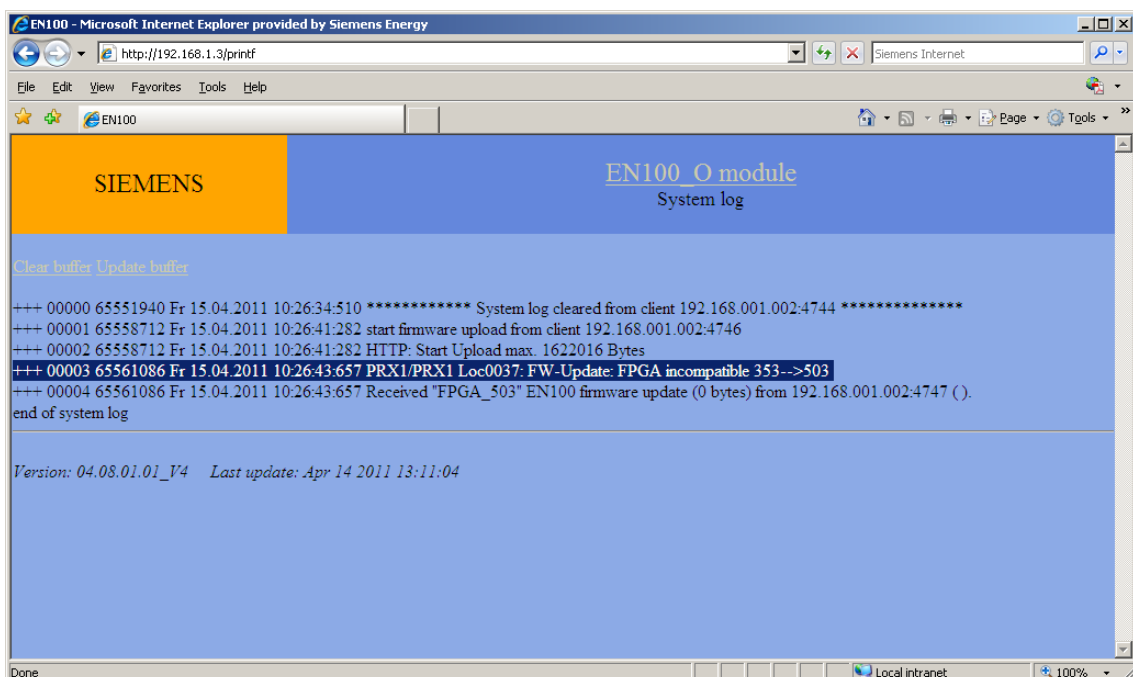 EN100 - Microsoft Internet Explorer provided by Siemens Energy
http://192.168.1.3/printf
Siemens Internet
File Edit View Favorites Tools Help
EN100
Page Tools
SIEMENS
EN100_O module
System log
Clear buffer Update buffer
+++ 00000 65551940 Fr 15.04.2011 10:26:34:510 ************ System log cleared from client 192.168.001.002:4744 **************
+++ 00001 65558712 Fr 15.04.2011 10:26:41:282 start firmware upload from client 192.168.001.002:4746
+++ 00002 65558712 Fr 15.04.2011 10:26:41:282 HTTP: Start Upload max. 1622016 Bytes
+++ 00003 65561086 Fr 15.04.2011 10:26:43:657 PRX1/PRX1 Loc0037: FW-Update: FPGA incompatible 353-->503
+++ 00004 65561086 Fr 15.04.2011 10:26:43:657 Received "FPGA_503" EN100 firmware update (0 bytes) from 192.168.001.002:4747 ( ).
end of system log
Version: 04.08.01.01_V4 Last update: Apr 14 2011 13:11:04
Done
Local intranet
100%